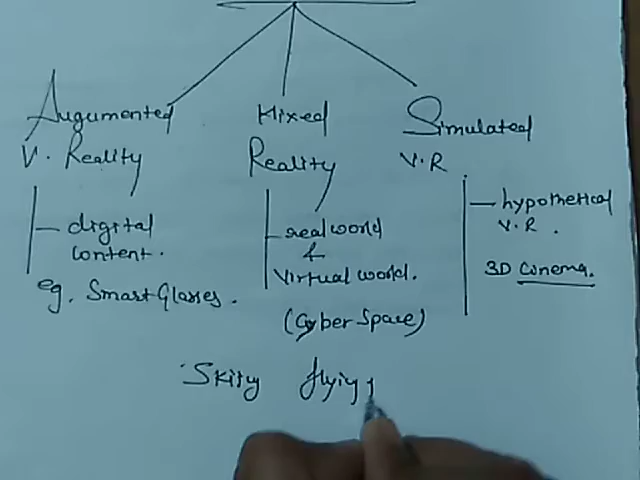 Augumented
V. Reality
digital
content.
eg. Smart Glasses.
Mixed
Reality
real world
&
Virtual world.
(Cyber Space)
Simulated
V.R
hypothetical
V.R.
3D Cinema.